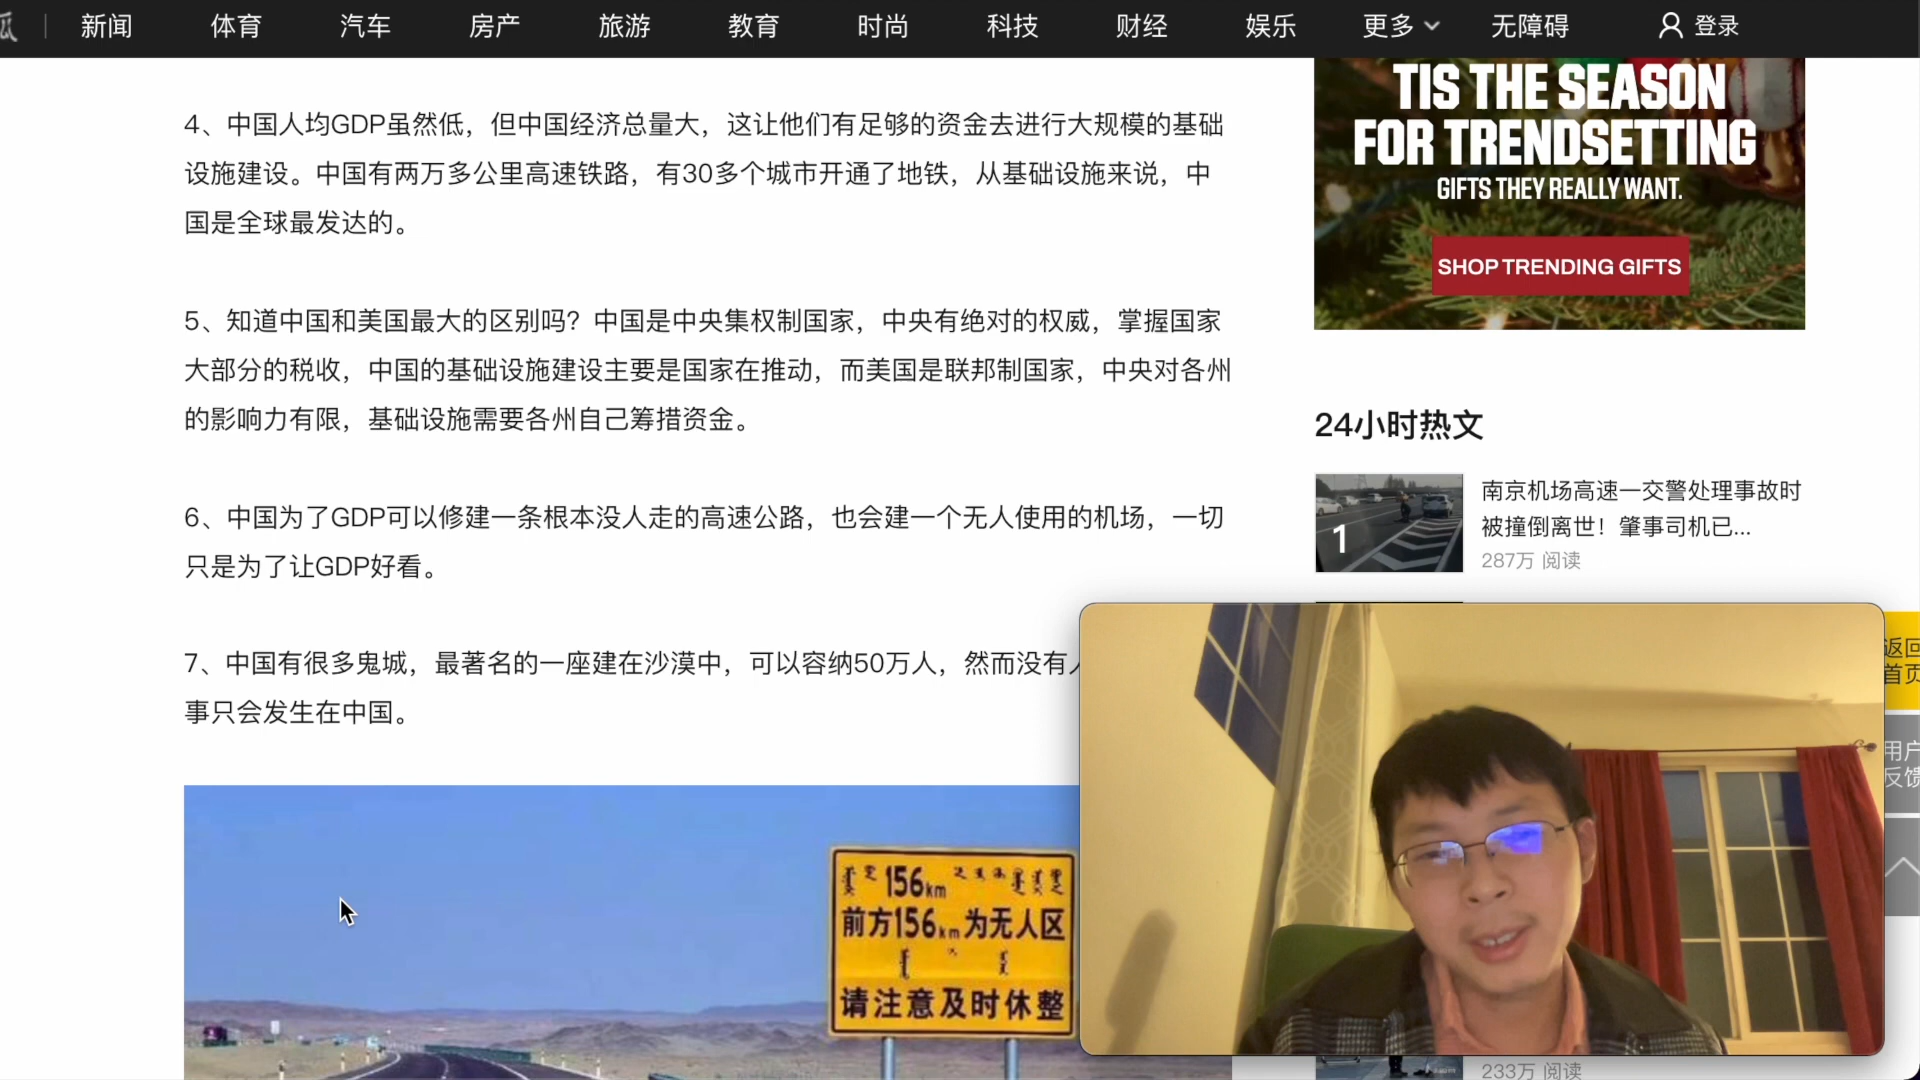 新闻
体育
汽车
房产
旅游
教育
时尚
科技
财经
娱乐
更多
无障碍
登录
4、中国人均GDP虽然低，但中国经济总量大，这让他们有足够的资金去进行大规模的基础
设施建设。中国有两万多公里高速铁路，有30多个城市开通了地铁，从基础设施来说，中
国是全球最发达的。
5、知道中国和美国最大的区别吗？中国是中央集权制国家，中央有绝对的权威，掌握国家
大部分的税收，中国的基础设施建设主要是国家在推动，而美国是联邦制国家，中央对各州
的影响力有限，基础设施需要各州自己筹措资金。
6、中国为了GDP可以修建一条根本没人走的高速公路，也会建一个无人使用的机场，一切
只是为了让GDP好看。
7、中国有很多鬼城，最著名的一座建在沙漠中，可以容纳50万人，然而没有
事只会发生在中国。
156km
前方156km为无人区
请注意及时休整
TIS THE SEASON
FOR TRENDSETTING
GIFTS THEY REALLY WANT.
SHOP TRENDING GIFTS
24小时热文
1
南京机场高速一交警处理事故时
被撞倒离世！肇事司机已...
287万 阅读
返回
首页
用户
反馈
233万 阅读